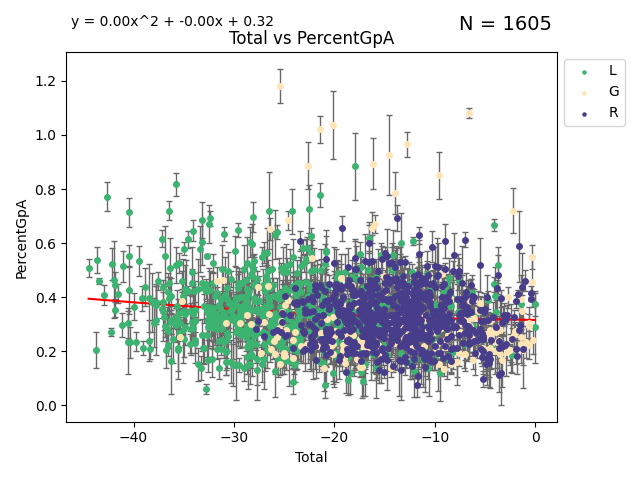 y = 0.00x^2 + -0.00x + 0.32
N = 1605
Total vs PercentGpA
L
G
R
PercentGpA
1.2
1.0
0.8
0.6
0.4
0.2
0.0
−40
−30
−20
−10
0
Total